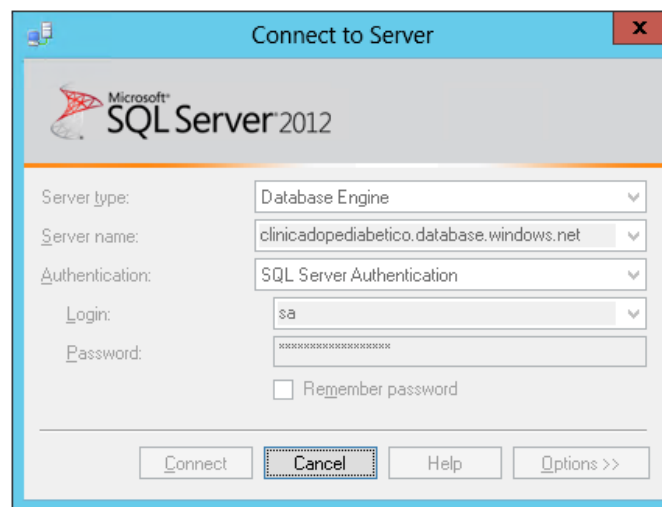 Connect to Server
x
Microsoft®
SQL Server® 2012
Server type: Database Engine
Server name: clinicadopediabetico.database.windows.net
Authentication: SQL Server Authentication
Login: sa
Password: ******************
Remember password
Connect Cancel Help Options >>